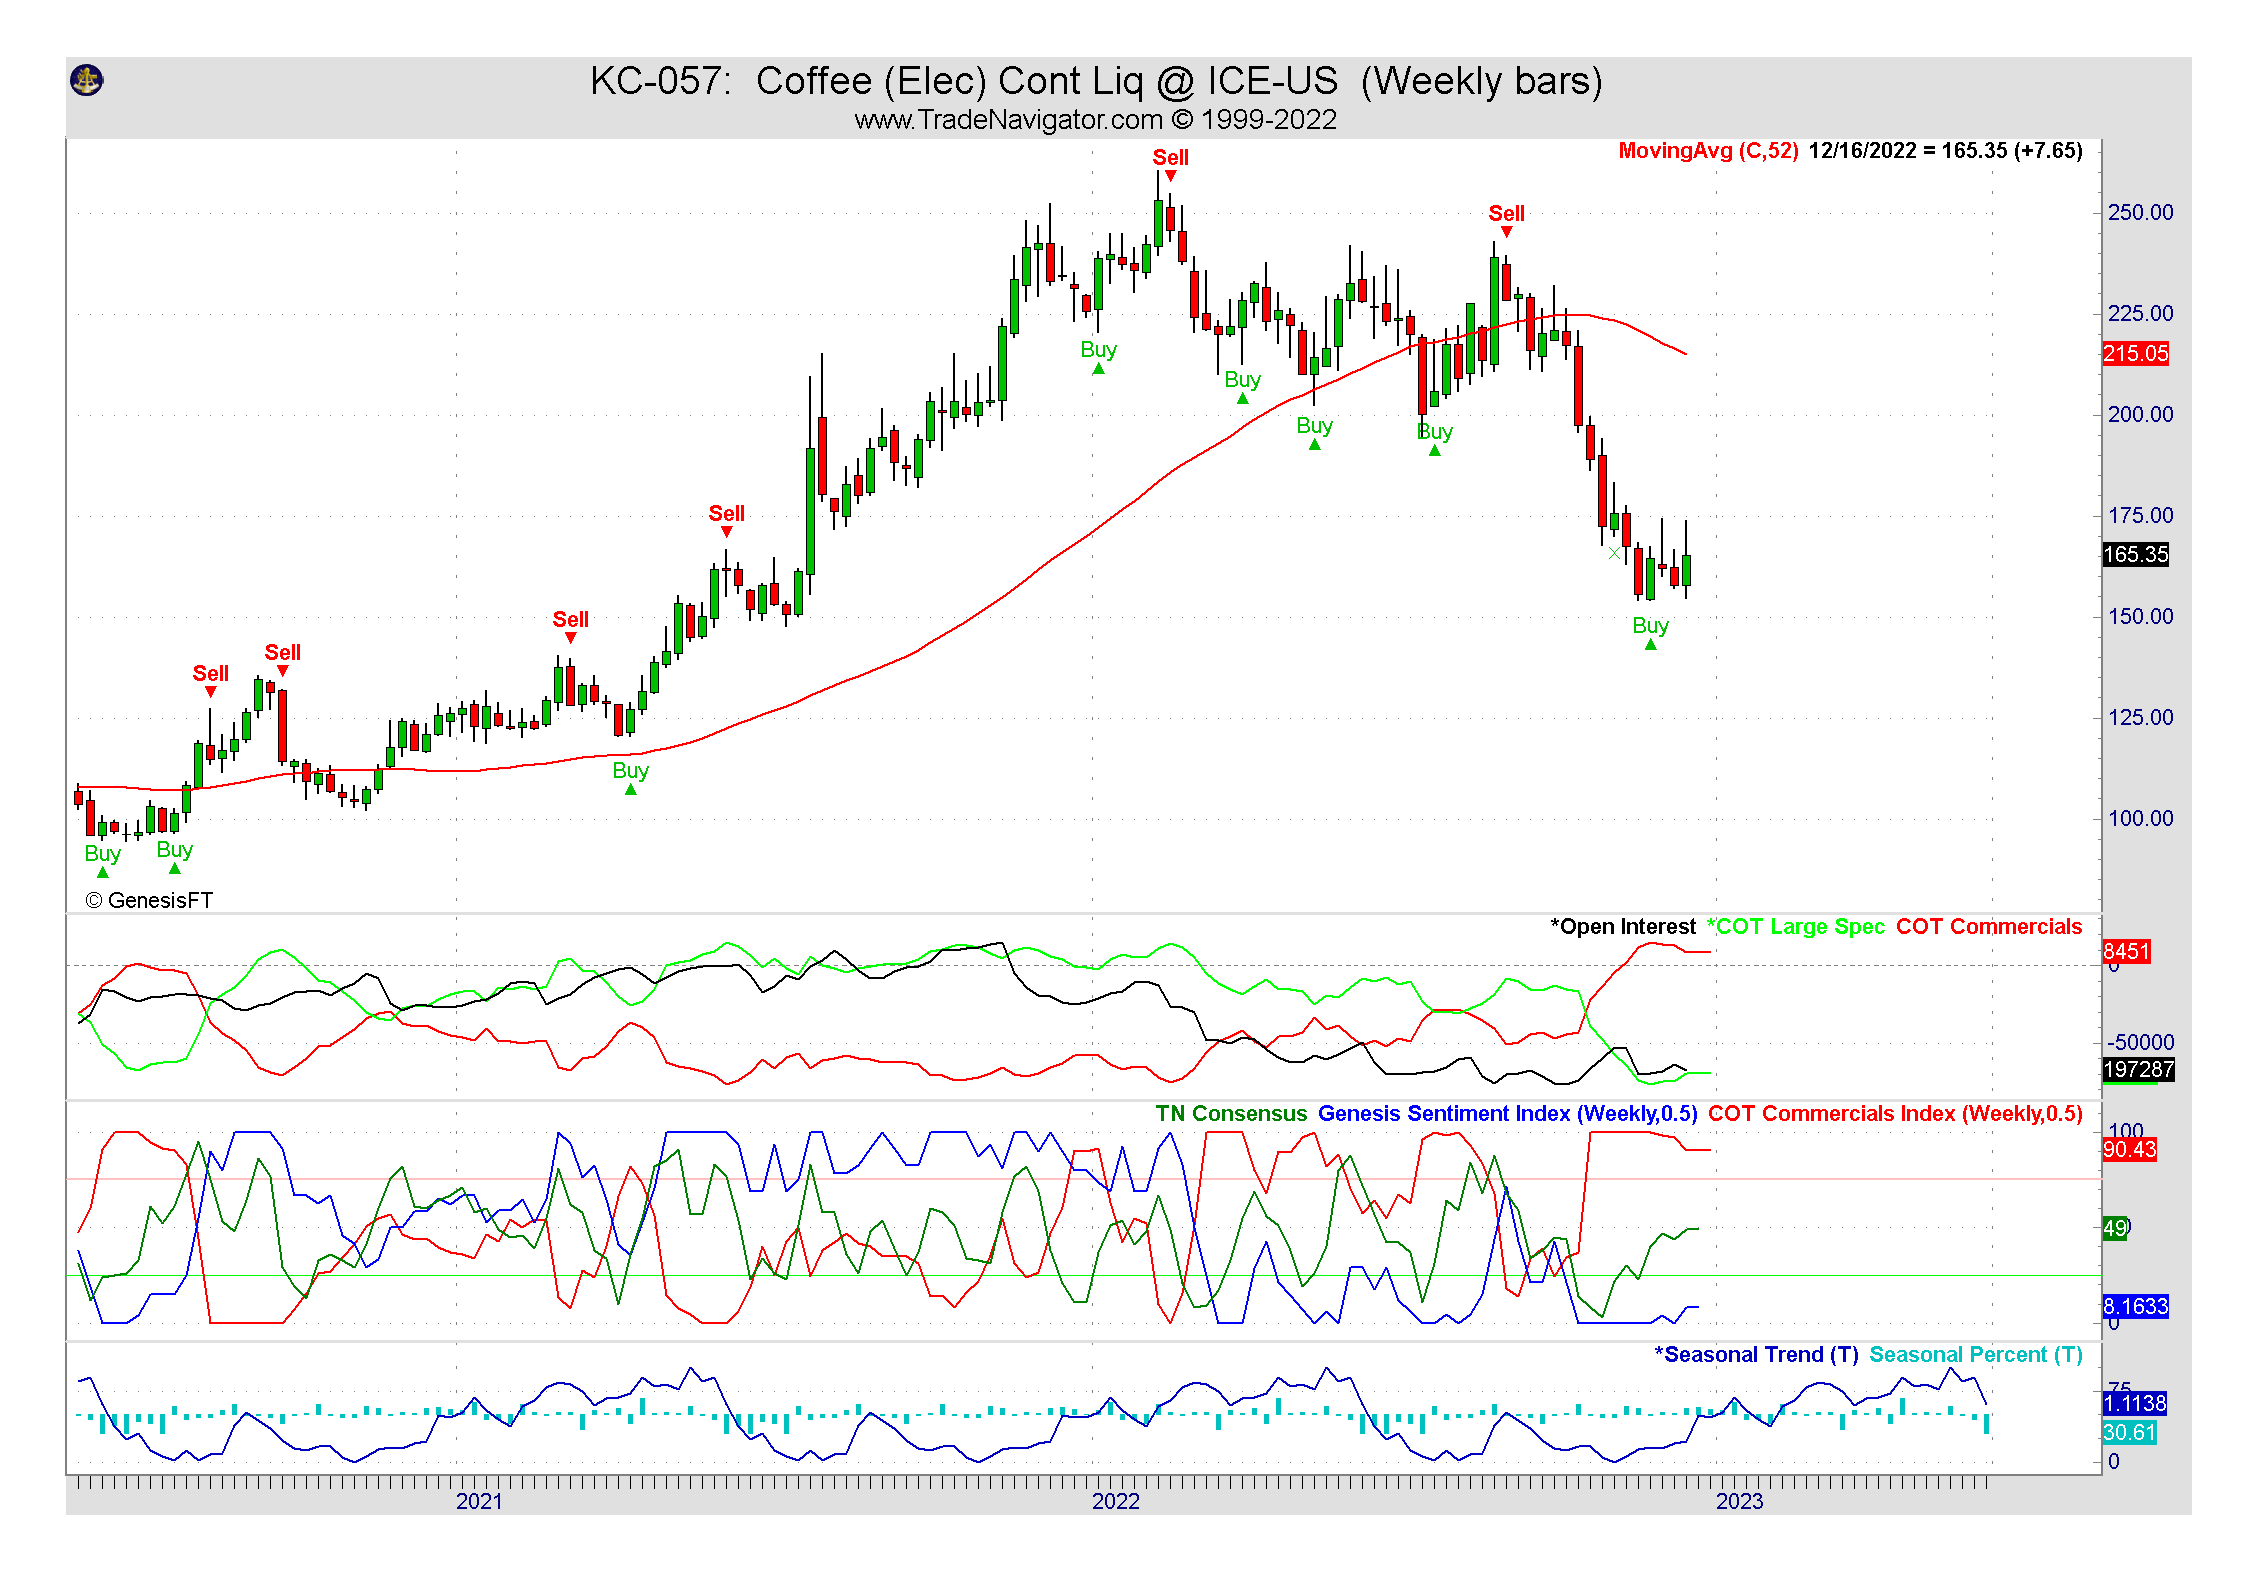 KC-057: Coffee (Elec) Cont Liq @ ICE-US (Weekly bars)
www.TradeNavigator.com © 1999-2022
MovingAvg (C,52) 12/16/2022 = 165.35 (+7.65)
Sell
Sell
250.00
225.00
215.05
Buy
Buy
200.00
Buy
Buy
Sell
175.00
165.35
Sell
150.00
Buy
Sell
Sell
125.00
Buy
100.00
Buy
Buy
© GenesisFT
*Open Interest *COT Large Spec COT Commercials
8451
0
-50000
197287
TN Consensus Genesis Sentiment Index (Weekly,0.5) COT Commercials Index (Weekly,0.5)
100
90.43
49
8.1633
0
*Seasonal Trend (T) Seasonal Percent (T)
75
1.1138
30.61
0
2021 2022 2023